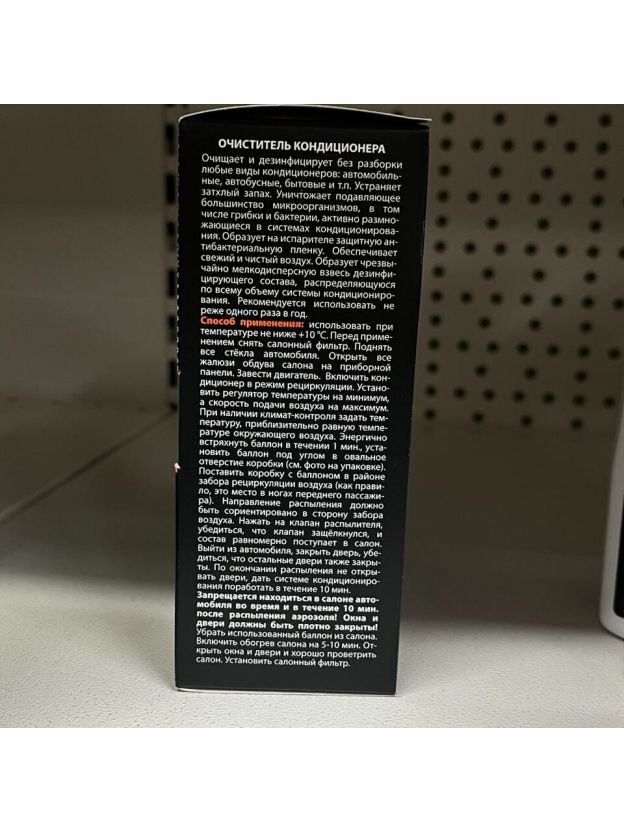 ОЧИСТИТЕЛЬ КОНДИЦИОНЕРА
Очищает и дезинфицирует без разборки
любые виды кондиционеров: автомобиль-
ные, автобусные, бытовые и т.п. Устраняет
затхлый запах. Уничтожает подавляющее
большинство микроорганизмов, в том
числе грибки и бактерии, активно размно-
жающиеся в системах кондиционирова-
ния. Образует на испарителе защитную ан-
тибактериальную пленку. Обеспечивает
свежий и чистый воздух. Образует чрезвы-
чайно мелкодисперсную взвесь дезинфи-
цирующего состава, распределяющуюся
по всему объему системы кондициониро-
вания. Рекомендуется использовать не
реже одного раза в год.
Способ применения: использовать при
температуре не ниже +10 °С. Перед приме-
нением снять салонный фильтр. Поднять
все стёкла автомобиля. Открыть все
жалюзи обдува салона на приборной
панели. Завести двигатель. Включить кон-
диционер в режим рециркуляции. Устано-
вить регулятор температуры на минимум,
а скорость подачи воздуха на максимум.
При наличии климат-контроля задать тем-
пературу, приблизительно равную темпе-
ратуре окружающего воздуха. Энергично
встряхнуть баллон в течении 1 мин., уста-
новить баллон под углом в овальное
отверстие коробки (см. фото на упаковке).
Поставить коробку с баллоном в районе
забора рециркуляции воздуха (как прави-
ло, это место в ногах переднего пассажи-
ра). Направление распыления должно
быть сориентировано в сторону забора
воздуха. Нажать на клапан распылителя,
убедиться, что клапан защёлкнулся, и
состав равномерно поступает в салон.
Выйти из автомобиля, закрыть дверь, убе-
диться, что остальные двери также закры-
ты. По окончании распыления не откры-
вать двери, дать системе кондициониро-
вания поработать в течение 10 мин.
Запрещается находиться в салоне авто-
мобиля во время и в течение 10 мин.
после распыления аэрозоля! Окна и
двери должны быть плотно закрыты!
Убрать использованный баллон из салона.
Включить обогрев салона на 5-10 мин. От-
крыть окна и двери и хорошо проветрить
салон. Установить салонный фильтр.